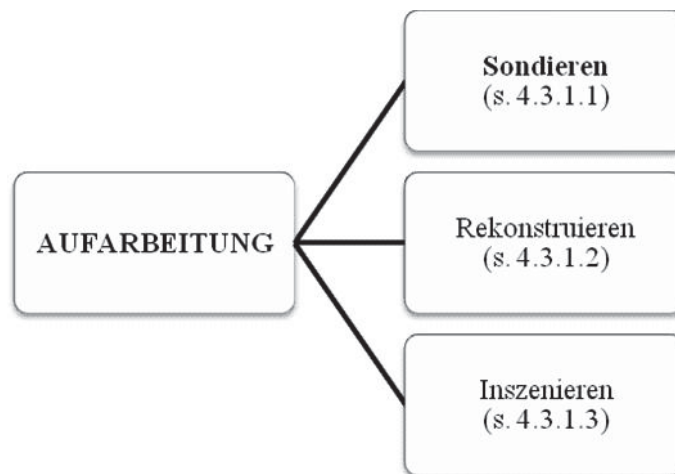 Sondieren
(s. 4.3.1.1)
AUFARBEITUNG
Rekonstruieren
(s. 4.3.1.2)
Inszenieren
(s. 4.3.1.3)